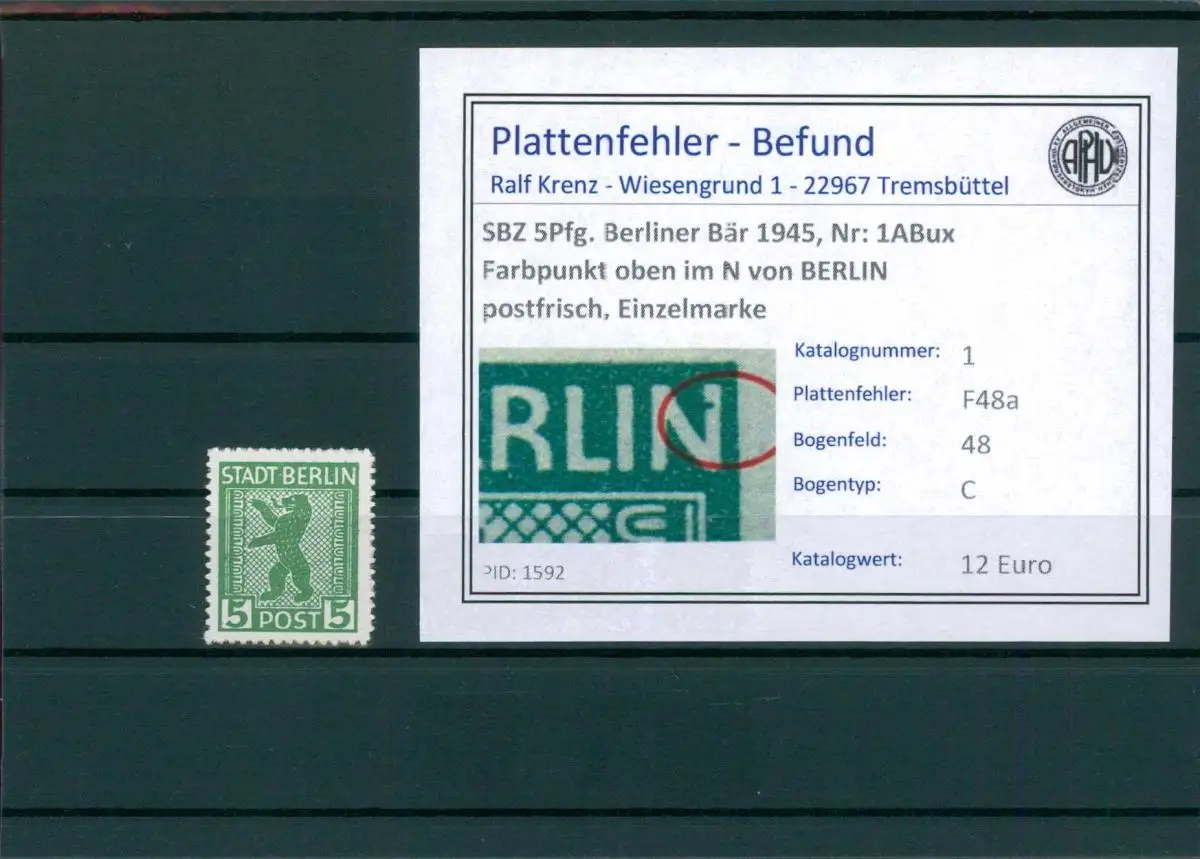 STADT BERLIN
5 POST 5
Plattenfehler - Befund
Ralf Krenz - Wiesengrund 1 - 22967 Tremsbüttel
APHV
SBZ 5Pfg. Berliner Bär 1945, Nr: 1ABux
Farbpunkt oben im N von BERLIN
postfrisch, Einzelmarke
ERLIN
Katalognummer: 1
Plattenfehler: F48a
Bogenfeld: 48
Bogentyp: C
Katalogwert: 12 Euro
PID: 1592